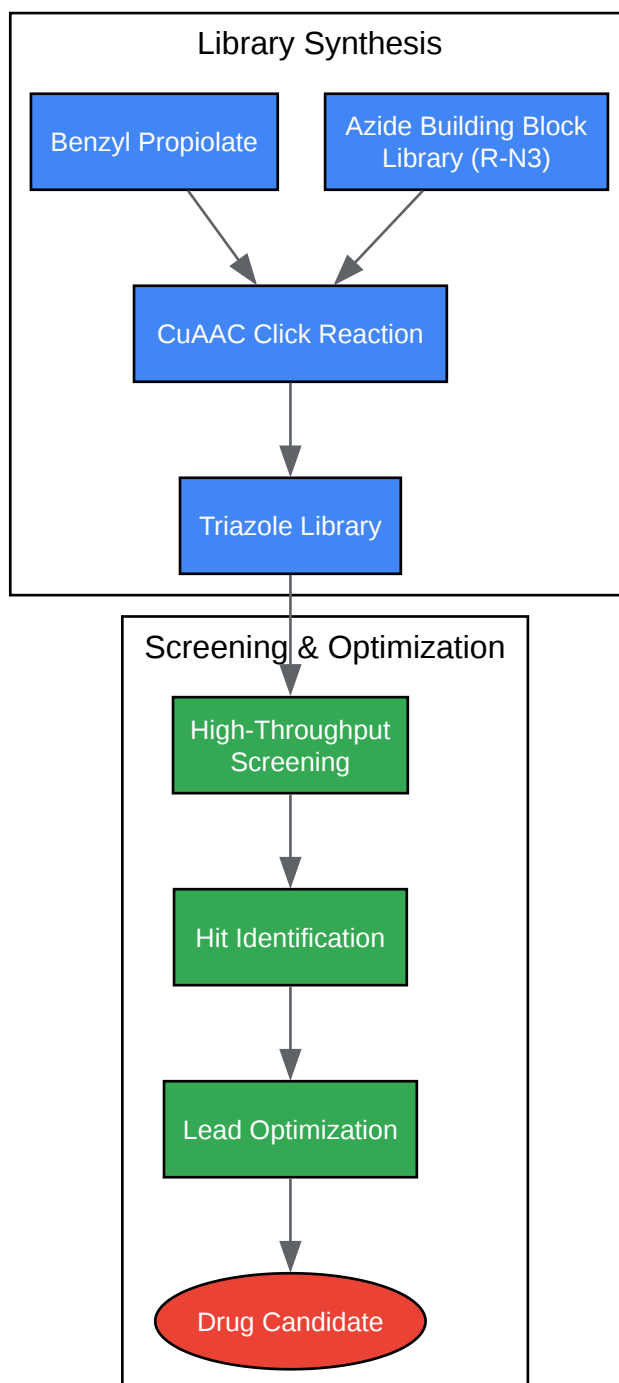 Library Synthesis
Benzyl Propiolate
Azide Building Block
Library (R-N3)
CuAAC Click Reaction
Triazole Library
Screening & Optimization
High-Throughput
Screening
Hit Identification
Lead Optimization
Drug Candidate